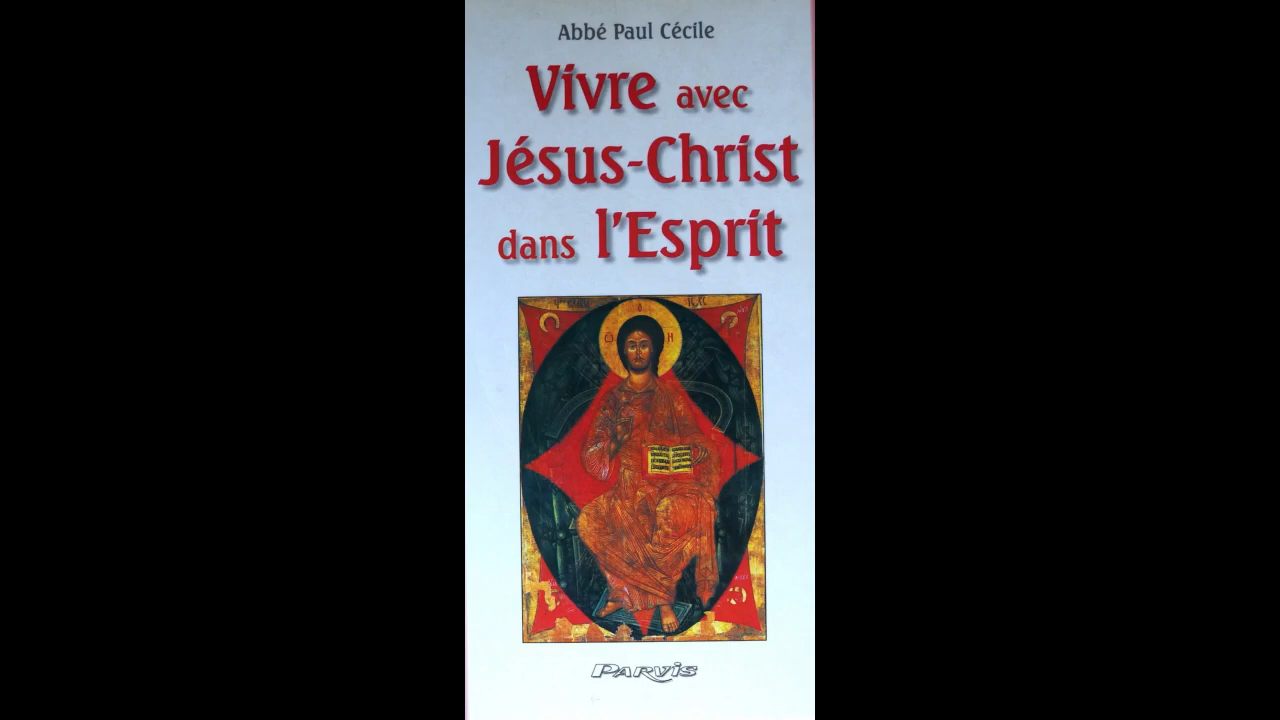 Abbé Paul Cécile
Vivre avec
Jésus-Christ
dans l'Esprit
PARVIS